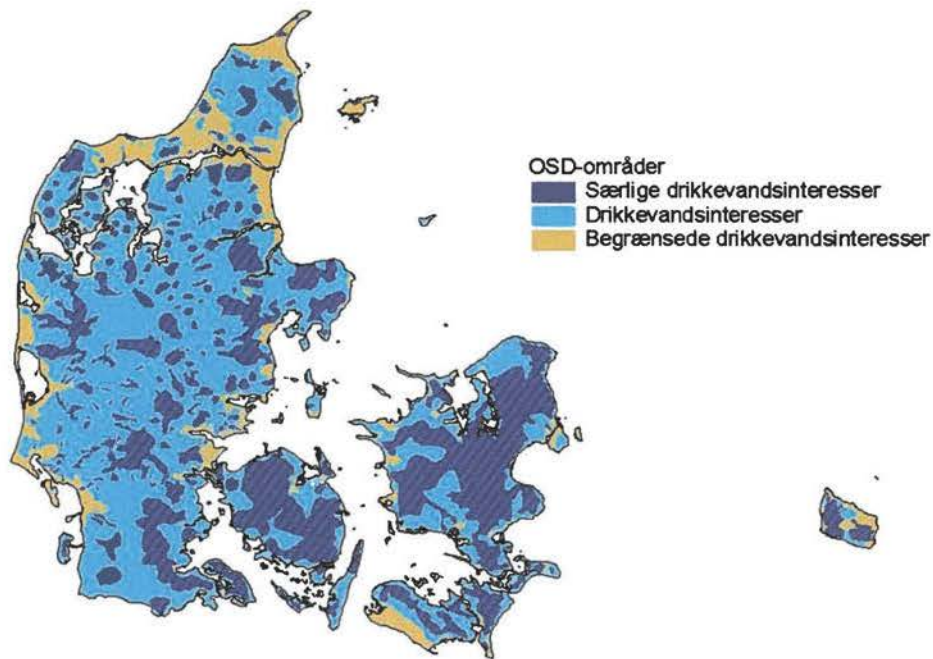 OSD-områder
Særlige drikkevandsinteresser
Drikkevandsinteresser
Begrænsede drikkevandsinteresser